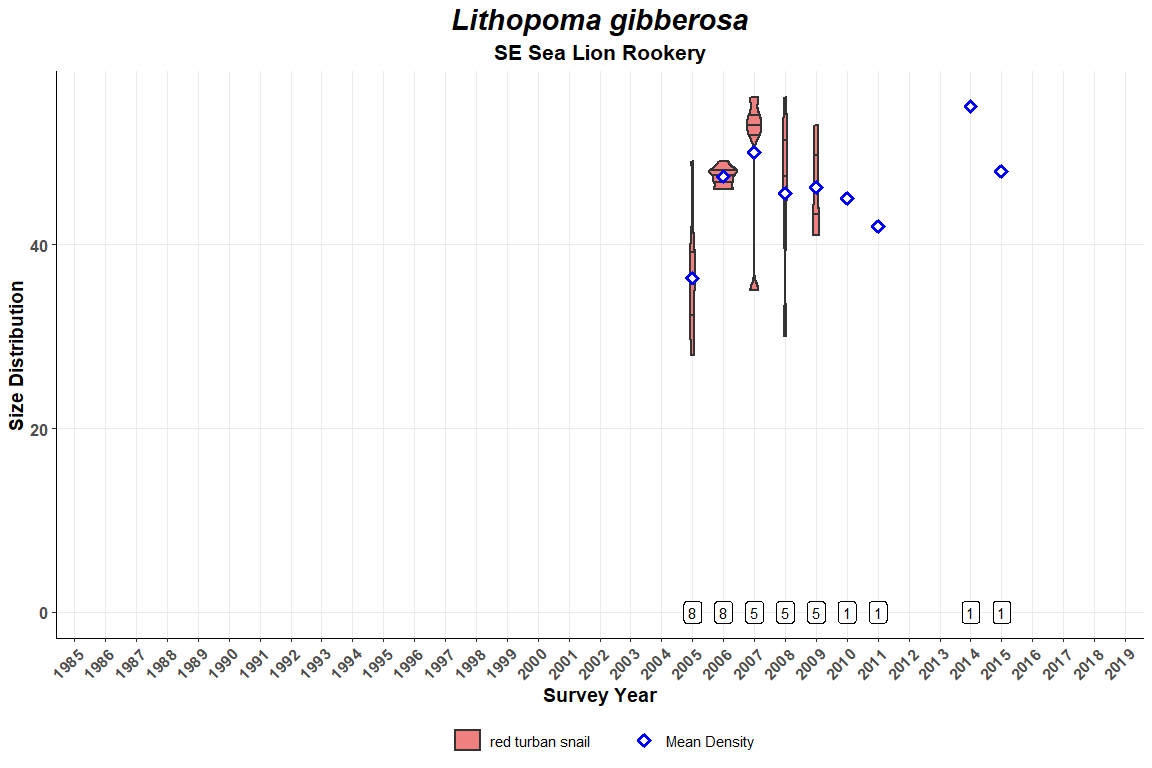 Lithopoma gibberosa
SE Sea Lion Rookery
Size Distribution
40
20
0
8 8 5 5 5 1 1 1 1
1985 1986 1987 1988 1989 1990 1991 1992 1993 1994 1995 1996 1997 1998 1999 2000 2001 2002 2003 2004 2005 2006 2007 2008 2009 2010 2011 2012 2013 2014 2015 2016 2017 2018 2019
Survey Year
red turban snail Mean Density